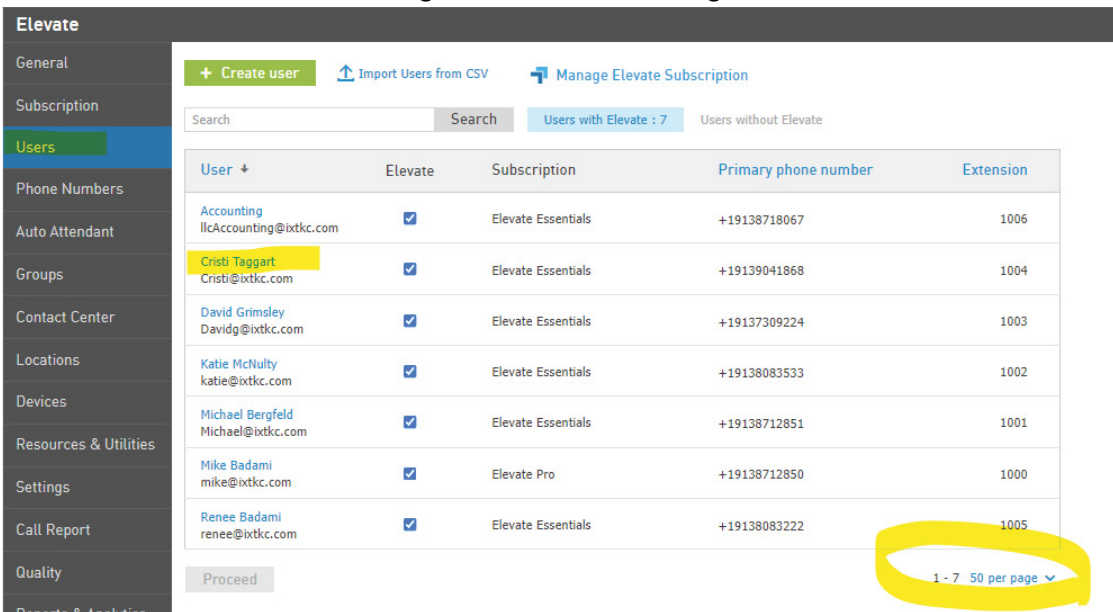 Elevate
General
Subscription
Users
Phone Numbers
Auto Attendant
Groups
Contact Center
Locations
Devices
Resources & Utilities
Settings
Call Report
Quality
+ Create user
Import Users from CSV
Manage Elevate Subscription
Search
Search
Users with Elevate : 7
Users without Elevate
User Elevate Subscription Primary phone number Extension
Accounting
llcAccounting@ixtkc.com
Elevate Essentials +19138718067 1006
Cristi Taggart
Cristi@ixtkc.com
Elevate Essentials +19139041868 1004
David Grimsley
Davidg@ixtkc.com
Elevate Essentials +19137309224 1003
Katie McNulty
katie@ixtkc.com
Elevate Essentials +19138083533 1002
Michael Bergfeld
Michael@ixtkc.com
Elevate Essentials +19138712851 1001
Mike Badami
mike@ixtkc.com
Elevate Pro +19138712850 1000
Renee Badami
renee@ixtkc.com
Elevate Essentials +19138083222 1005
Proceed
1 - 7 50 per page